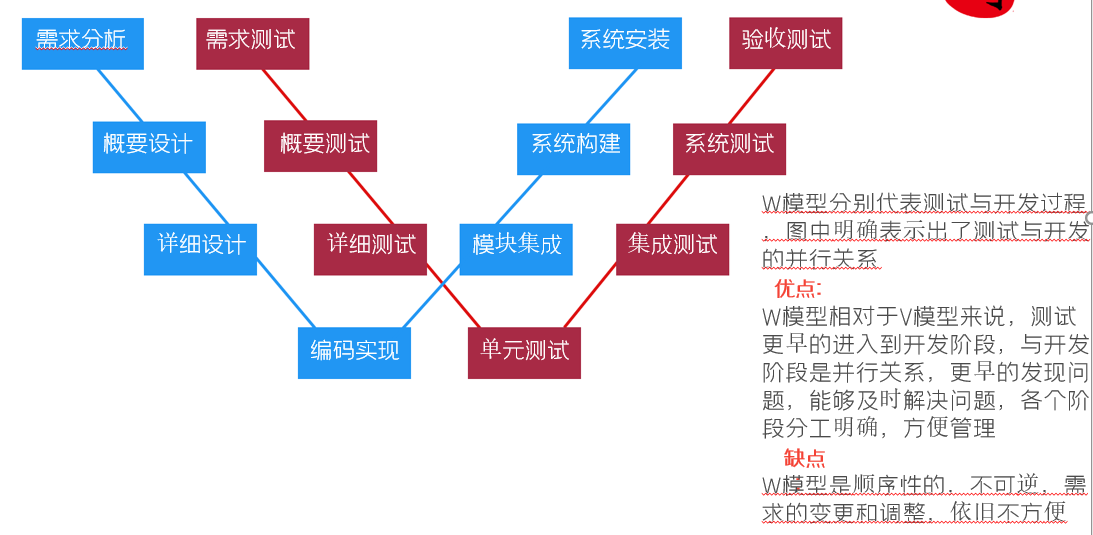 需求分析 需求测试 系统安装 验收测试
概要设计 概要测试 系统构建 系统测试
详细设计 详细测试 模块集成 集成测试
编码实现 单元测试
W模型分别代表测试与开发过程
，图中明确表示出了测试与开发
的并行关系
优点:
W模型相对于V模型来说，测试
更早的进入到开发阶段，与开发
阶段是并行关系，更早的发现问
题，能够及时解决问题，各个阶
段分工明确，方便管理
缺点
W模型是顺序性的，不可逆，需
求的变更和调整，依旧不方便